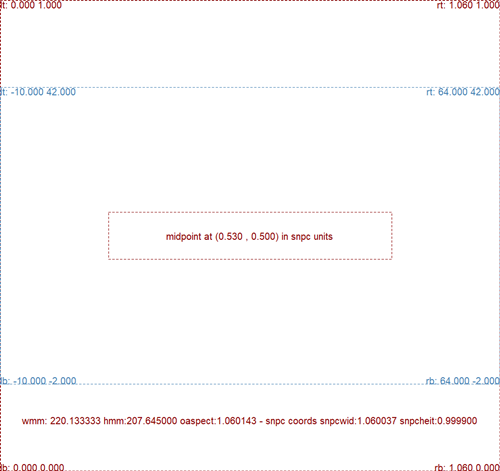 lt: 0.000 1.000 rt: 1.060 1.000
lt: -10.000 42.000 rt: 64.000 42.000
midpoint at (0.530 , 0.500) in snpc units
lb: -10.000 -2.000 rb: 64.000 -2.000
wmm: 220.133333 hmm:207.645000 oaspect:1.060143 - snpc coords snpcwid:1.060037 snpcheit:0.999900
lb: 0.000 0.000 rb: 1.060 0.000